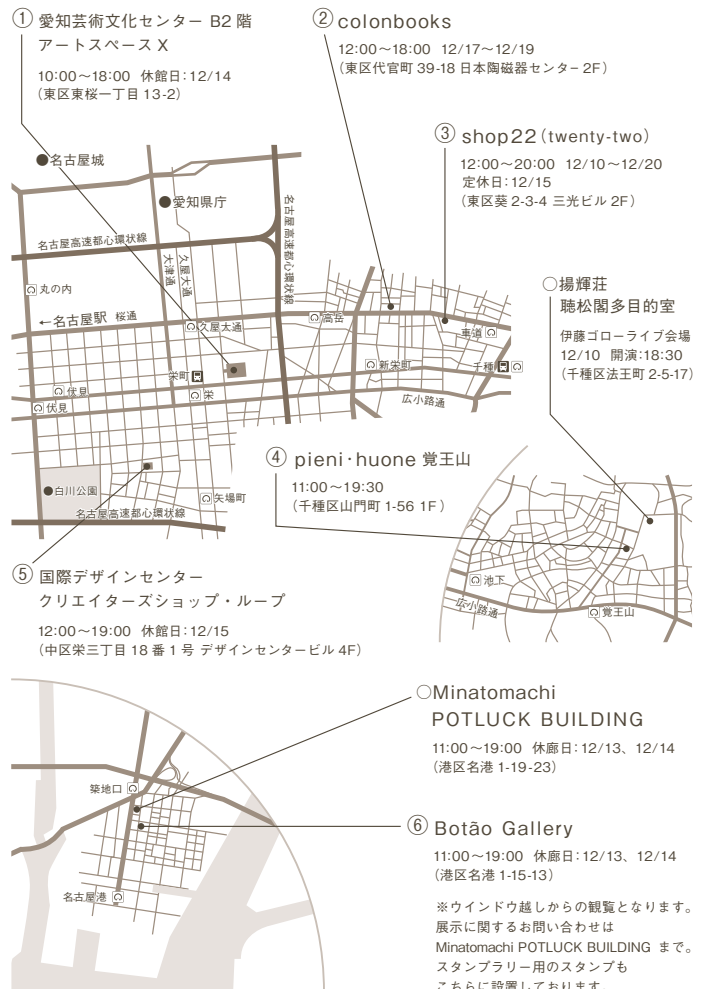 ① 愛知芸術文化センター B2 階
アートスペース X
10:00〜18:00 休館日:12/14
(東区東桜一丁目 13-2)
② colonbooks
12:00〜18:00 12/17〜12/19
(東区代官町 39-18 日本陶磁器センター 2F)
③ shop22(twenty-two)
12:00〜20:00 12/10〜12/20
定休日:12/15
(東区葵 2-3-4 三光ビル 2F)
●名古屋城
●愛知県庁
名古屋高速都心環状線
名古屋高速都心環状線
大津通
久屋大通
丸の内
←名古屋駅 桜通
久屋太通
高岳
車道
新栄町
千種
栄町
伏見
栄
伏見
広小路通
○揚輝荘
聴松閣多目的室
伊藤ゴローライブ会場
12/10 開演:18:30
(千種区法王町 2-5-17)
④ pieni・huone 覚王山
11:00〜19:30
(千種区山門町 1-56 1F)
●白川公園
矢場町
名古屋高速都心環状線
池下
広小路通
覚王山
⑤ 国際デザインセンター
クリエイターズショップ・ループ
12:00〜19:00 休館日:12/15
(中区栄三丁目 18 番 1 号 デザインセンタービル 4F)
○Minatomachi
POTLUCK BUILDING
11:00〜19:00 休廊日:12/13、12/14
(港区名港 1-19-23)
築地口
名古屋港
⑥ Botão Gallery
11:00〜19:00 休廊日:12/13、12/14
(港区名港 1-15-13)
※ウインドウ越しからの観覧となります。
展示に関するお問い合わせは
Minatomachi POTLUCK BUILDING まで。
スタンプラリー用のスタンプも
こちらに設置しております。